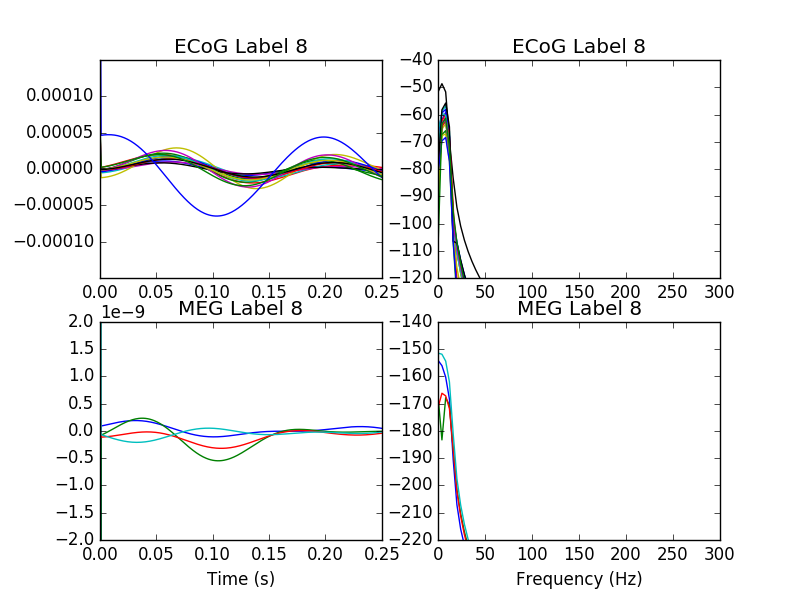 ECoG Label 8
0.00010
0.00005
0.00000
−0.00005
−0.00010
0.00 0.05 0.10 0.15 0.20 0.25
ECoG Label 8
−40
−50
−60
−70
−80
−90
−100
−110
−120
0 50 100 150 200 250 300
1e−9
MEG Label 8
2.0
1.5
1.0
0.5
0.0
−0.5
−1.0
−1.5
−2.0
0.00 0.05 0.10 0.15 0.20 0.25
Time (s)
MEG Label 8
−140
−150
−160
−170
−180
−190
−200
−210
−220
0 50 100 150 200 250 300
Frequency (Hz)